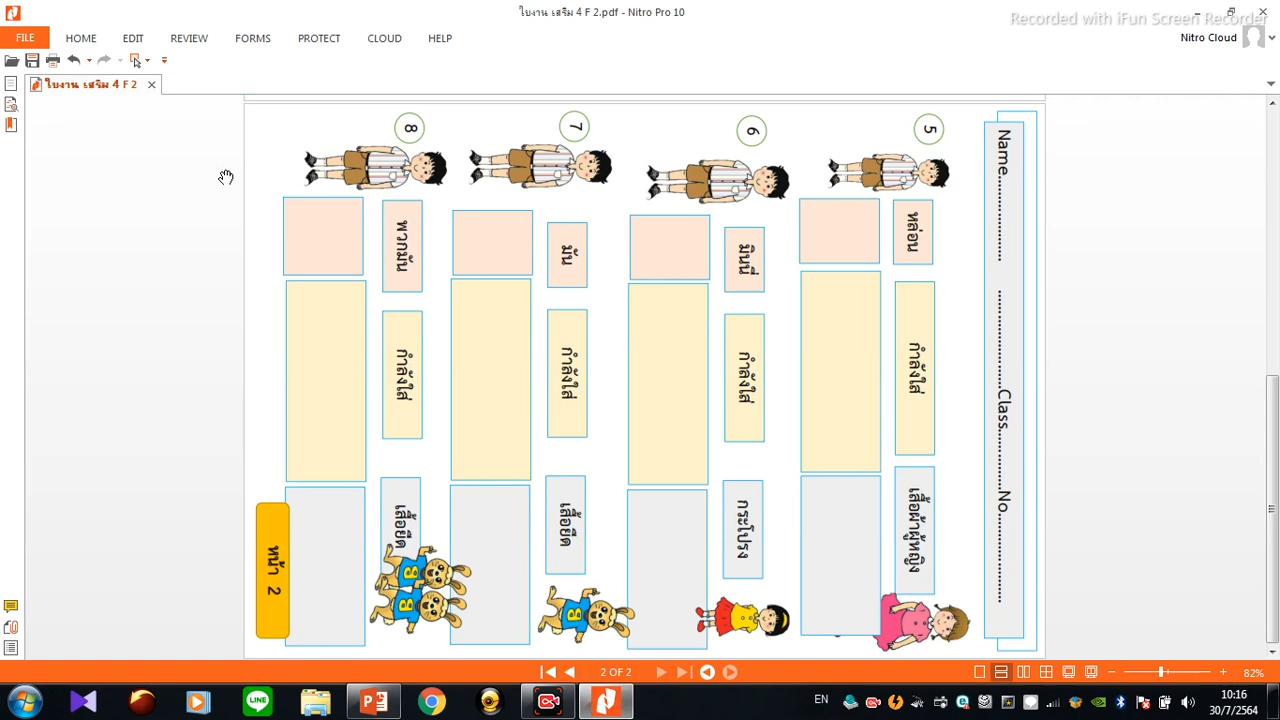 ใบงาน เสริม 4 F 2.pdf - Nitro Pro 10
Recorded with iFun Screen Recorder
FILE HOME EDIT REVIEW FORMS PROTECT CLOUD HELP
Nitro Cloud
ใบงาน เสริม 4 F 2
Name................ ........................Class..................No....................
5
หล่อน กำลังใส่ เสื้อผ้าผู้หญิง
6
มินนี่ กำลังใส่ กระโปรง
7
มัน กำลังใส่ เสื้อยืด
8
พวกมัน กำลังใส่ เสื้อยืด
B
B
B
หน้า 2
2 OF 2
82%
EN
10:16
30/7/2564